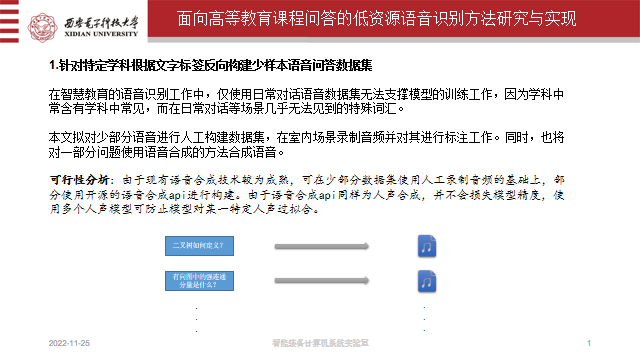 西安电子科技大学
XIDIAN UNIVERSITY
面向高等教育课程问答的低资源语音识别方法研究与实现
1.针对特定学科根据文字标签反向构建少样本语音问答数据集
在智慧教育的语音识别工作中，仅使用日常对话语音数据集无法支撑模型的训练工作，因为学科中
常含有学科中常见，而在日常对话等场景几乎无法见到的特殊词汇。
本文拟对少部分语音进行人工构建数据集，在室内场景录制音频并对其进行标注工作。同时，也将
对一部分问题使用语音合成的方法合成语音。
可行性分析：由于现有语音合成技术较为成熟，可在少部分数据集使用人工录制音频的基础上，部
分使用开源的语音合成api进行构建。由于语音合成api同样为人声合成，并不会损失模型精度，使
用多个人声模型可防止模型对某一特定人声过拟合。
二叉树如何定义？
有向图中的强连通
分量是什么？
2022-11-25
智能装备计算机系统实验室
1